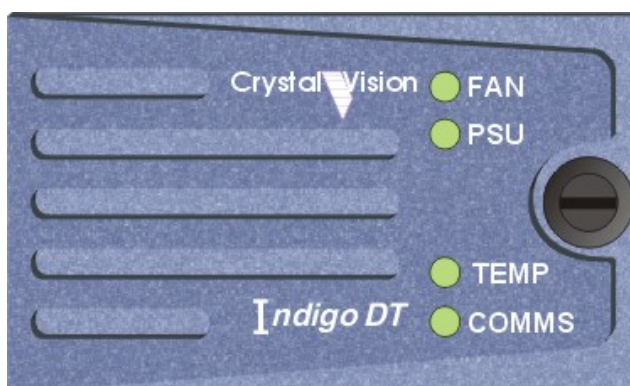 Crystal Vision
FAN
PSU
TEMP
Indigo DT
COMMS